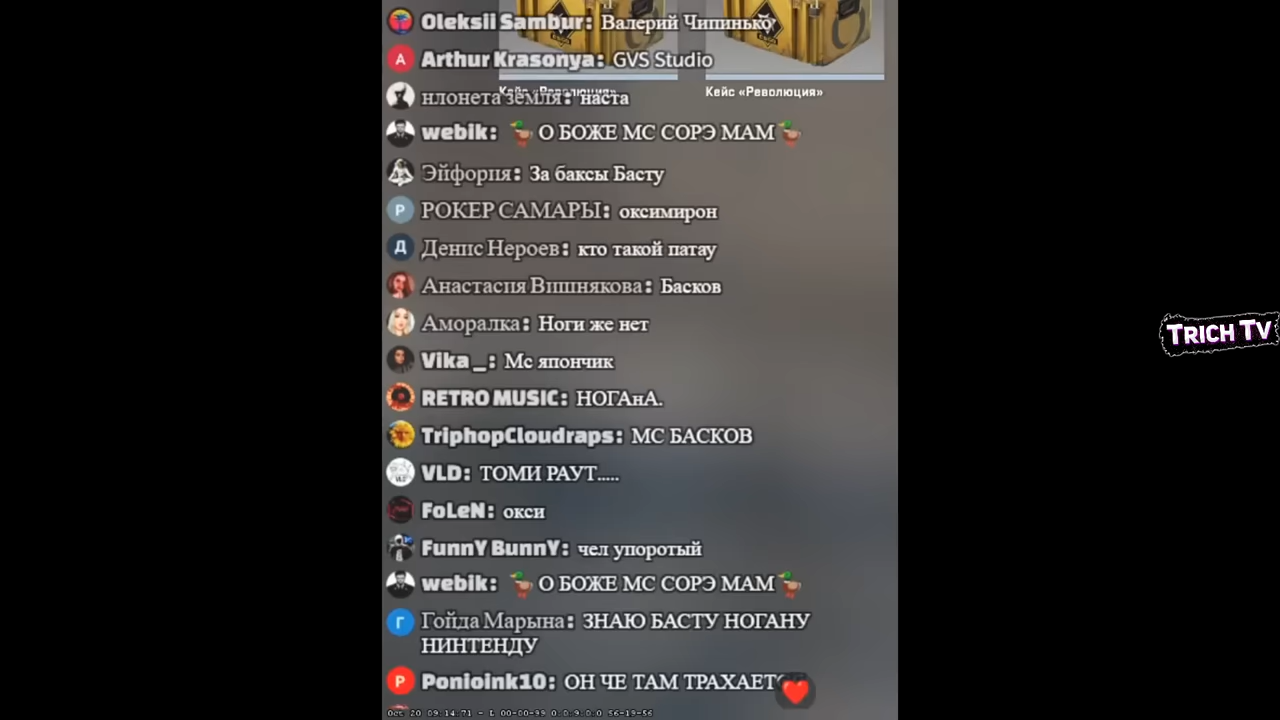 Oleksii Sambur: Валерий Чипинько
Arthur Krasonya: GVS Studio
Кейс «Революция»
Кейс «Революция»
нлонета земля: наста
webik: 🦆 О БОЖЕ МС СОРЭ МАМ 🦆
Эйфория: За баксы Басту
РОКЕР САМАРЫ: оксимирон
Денис Нероев: кто такой патау
Анастасия Вишнякова: Басков
Аморалка: Ноги же нет
Vika _: Мс япончик
TRICH TV
RETRO MUSIC: НОГАнА.
TriphopCloudraps: МС БАСКОВ
VLD: ТОМИ РАУТ.....
FoLeN: окси
FunnY BunnY: чел упоротый
webik: 🦆 О БОЖЕ МС СОРЭ МАМ 🦆
Гойда Марына: ЗНАЮ БАСТУ НОГАНУ
НИНТЕНДУ
Ponioink10: ОН ЧЕ ТАМ